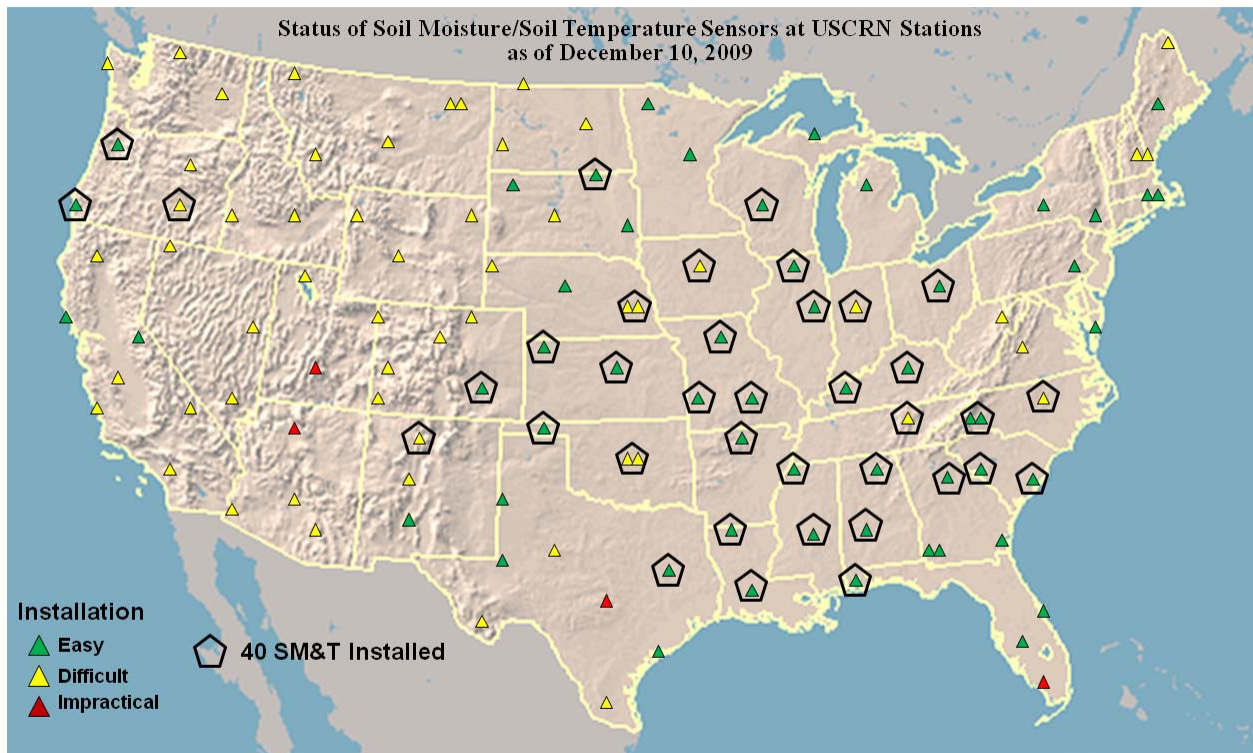 Status of Soil Moisture/Soil Temperature Sensors at USCRN Stations
as of December 10, 2009
Installation
Easy
Difficult
Impractical
40 SM&T Installed